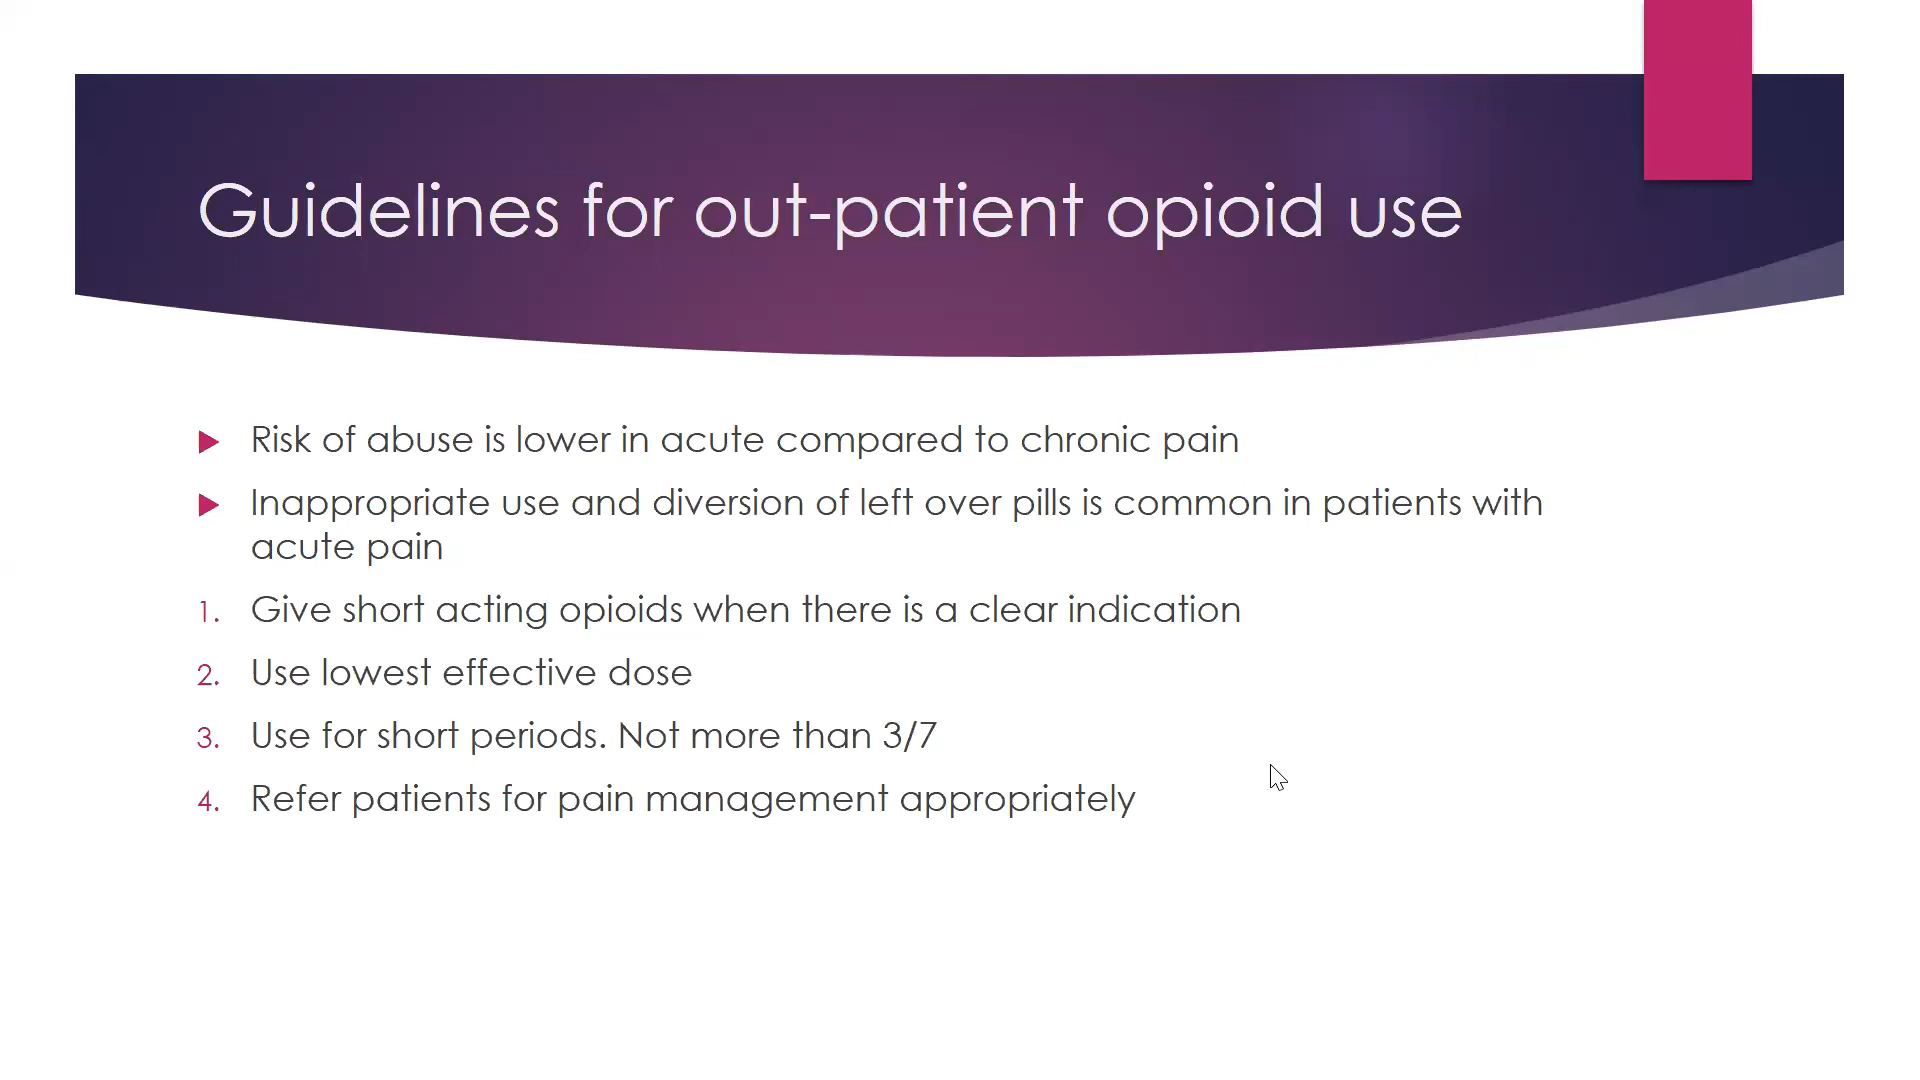 Guidelines for out-patient opioid use
Risk of abuse is lower in acute compared to chronic pain
Inappropriate use and diversion of left over pills is common in patients with
acute pain
1. Give short acting opioids when there is a clear indication
2. Use lowest effective dose
3. Use for short periods. Not more than 3/7
4. Refer patients for pain management appropriately